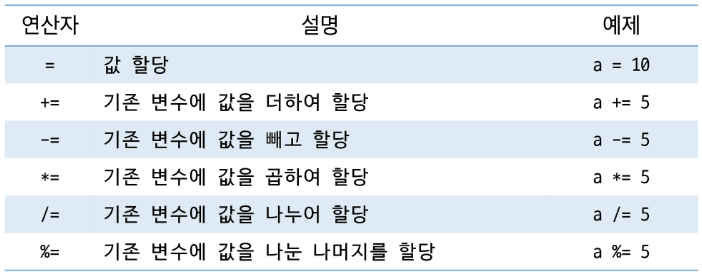 연산자 설명 예제
= 값 할당 a = 10
+= 기존 변수에 값을 더하여 할당 a += 5
-= 기존 변수에 값을 빼고 할당 a -= 5
*= 기존 변수에 값을 곱하여 할당 a *= 5
/= 기존 변수에 값을 나누어 할당 a /= 5
%= 기존 변수에 값을 나눈 나머지를 할당 a %= 5